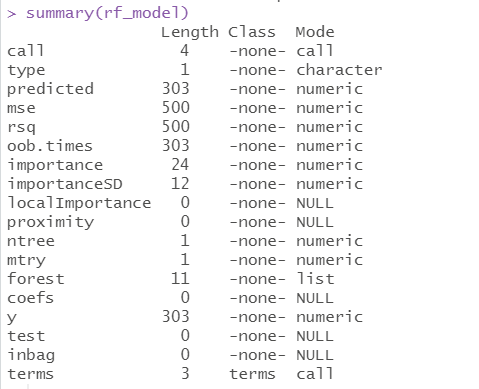 > summary(rf_model)
                Length Class  Mode
call              4    -none- call
type              1    -none- character
predicted       303    -none- numeric
mse             500    -none- numeric
rsq             500    -none- numeric
oob.times       303    -none- numeric
importance       24    -none- numeric
importanceSD     12    -none- numeric
localImportance   0    -none- NULL
proximity         0    -none- NULL
ntree             1    -none- numeric
mtry              1    -none- numeric
forest           11    -none- list
coefs             0    -none- NULL
y               303    -none- numeric
test              0    -none- NULL
inbag             0    -none- NULL
terms             3    terms  call